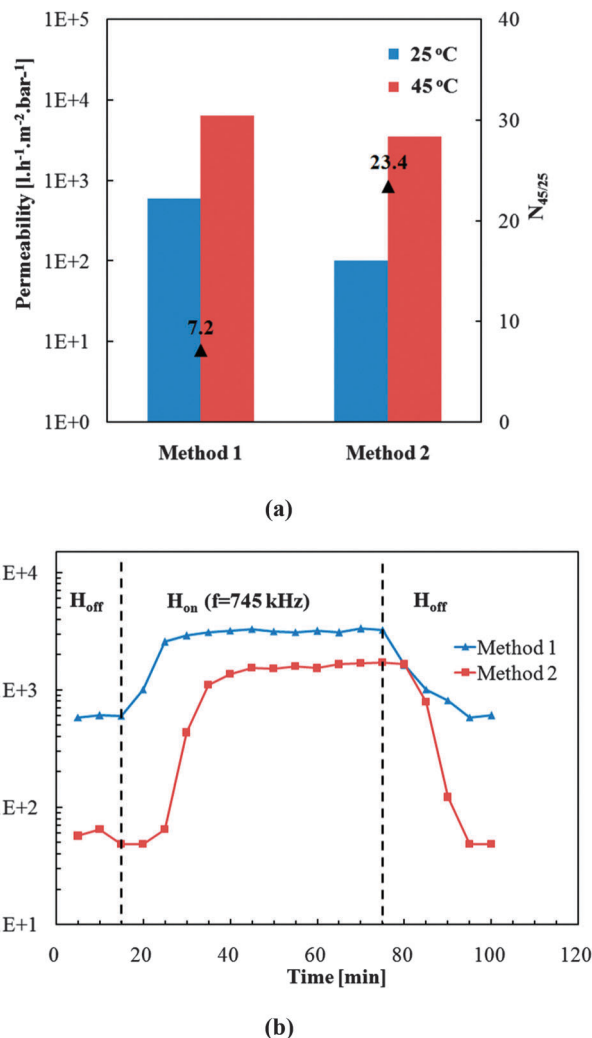 1E+5
1E+4
1E+3
1E+2
1E+1
1E+0
Permeability [l.h-1.m-2.bar-1]
40
30
20
10
0
N45/25
25 °C
45 °C
7.2
23.4
Method 1
Method 2
(a)
E+4
E+3
E+2
E+1
Hoff
Hon (f=745 kHz)
Hoff
Method 1
Method 2
0 20 40 60 80 100 120
Time [min]
(b)